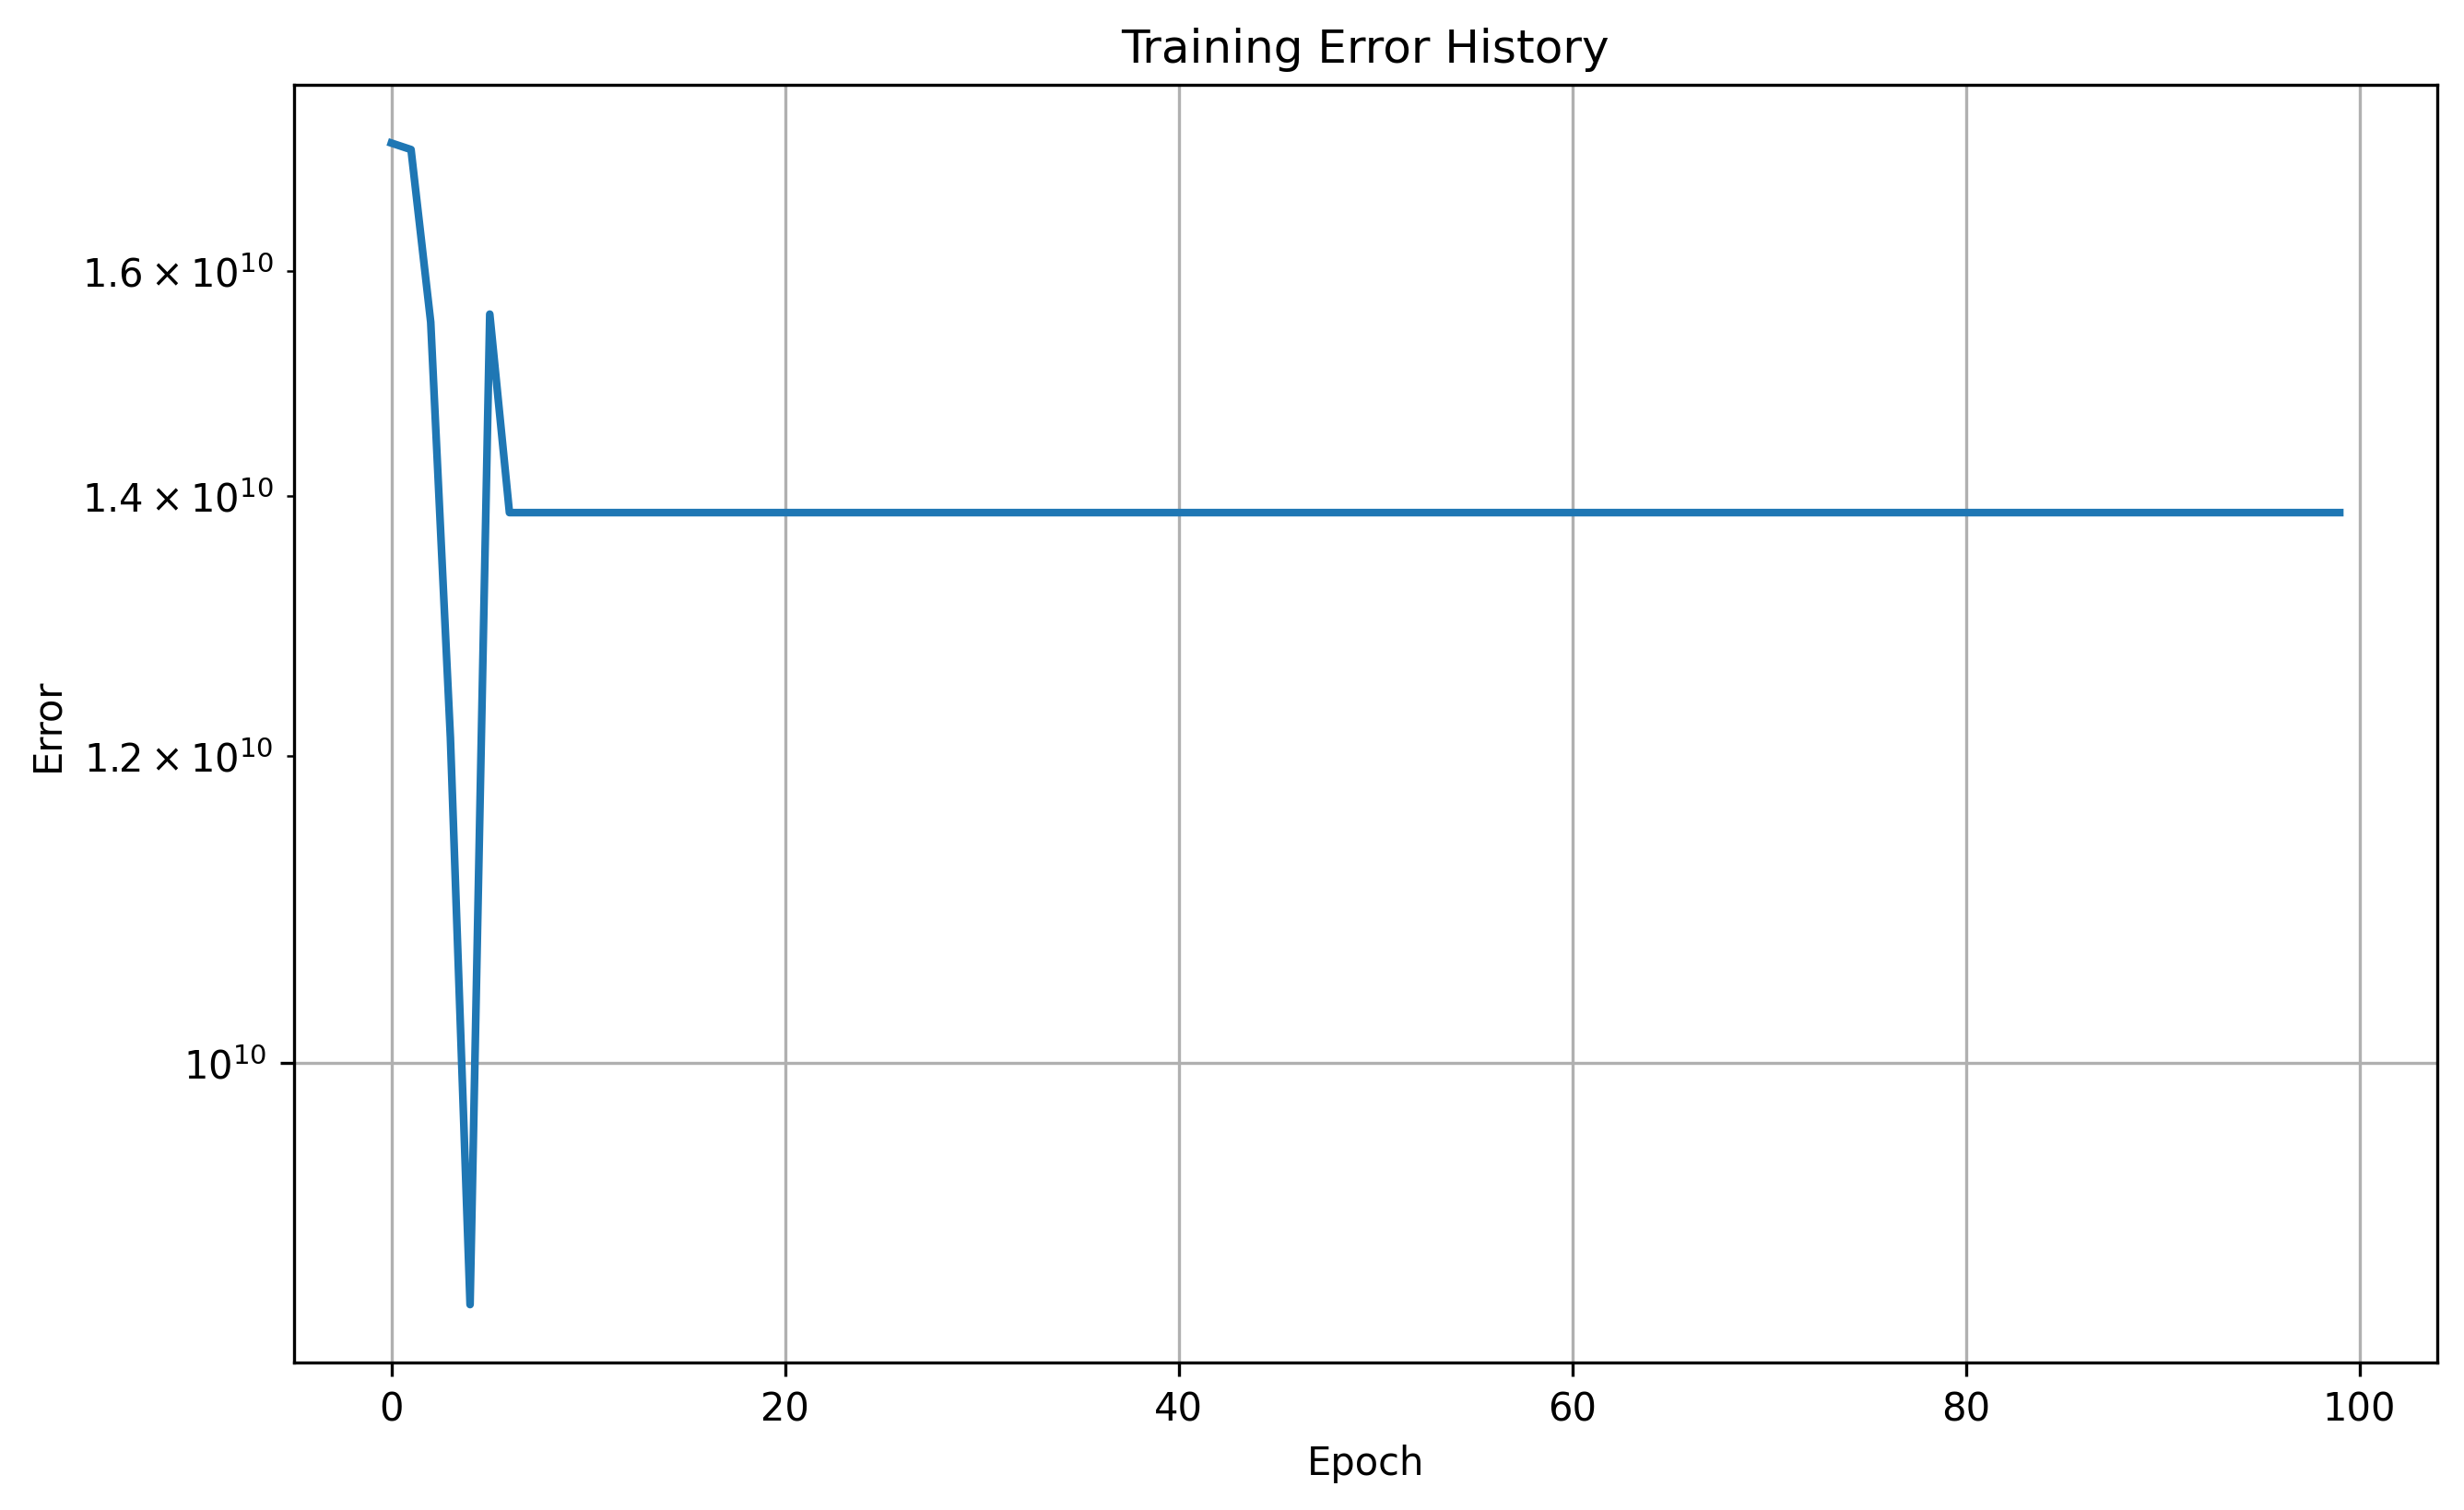 Training Error History
1.6 × 10¹⁰
1.4 × 10¹⁰
1.2 × 10¹⁰
10¹⁰
Error
0 20 40 60 80 100
Epoch